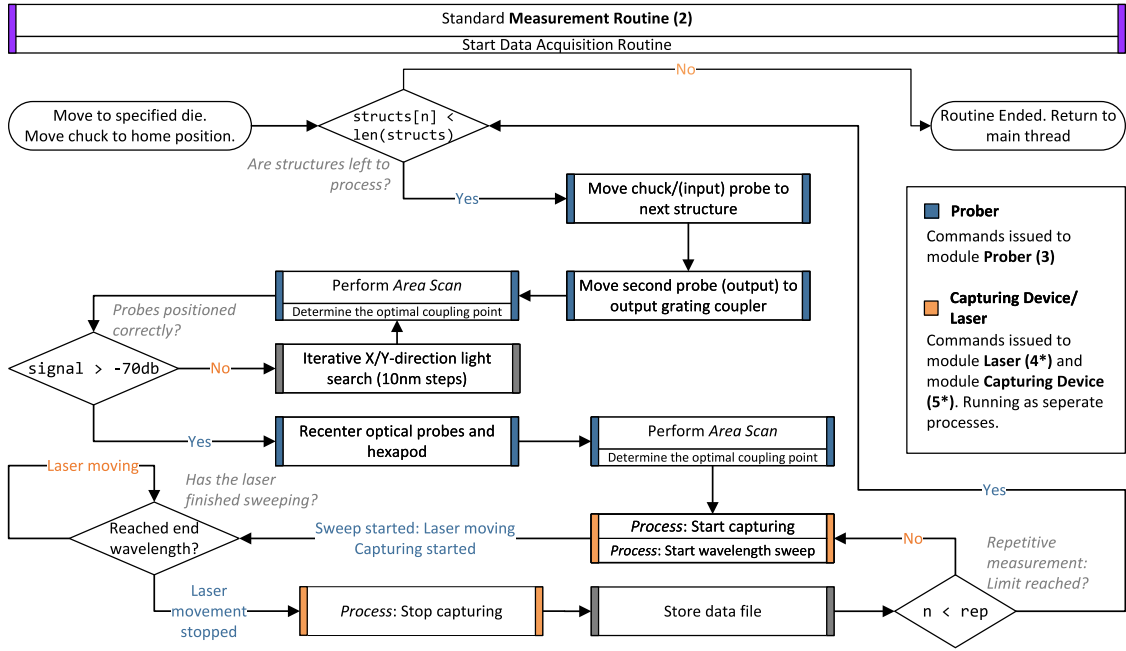 Standard Measurement Routine (2)
Start Data Acquisition Routine
No
Move to specified die.
Move chuck to home position.
structs[n] <
len(structs)
Routine Ended. Return to
main thread
Are structures left to
process?
Yes
Move chuck/(input) probe to
next structure
Prober
Commands issued to
module Prober (3)
Capturing Device/
Laser
Commands issued to
module Laser (4*) and
module Capturing Device
(5*). Running as seperate
processes.
Perform Area Scan
Determine the optimal coupling point
Move second probe (output) to
output grating coupler
Probes positioned
correctly?
signal > -70db
No
Iterative X/Y-direction light
search (10nm steps)
Yes
Recenter optical probes and
hexapod
Perform Area Scan
Determine the optimal coupling point
Laser moving
Has the laser
finished sweeping?
Yes
Reached end
wavelength?
Sweep started: Laser moving
Capturing started
Process: Start capturing
Process: Start wavelength sweep
No
Repetitive
measurement:
Limit reached?
Laser
movement
stopped
Process: Stop capturing
Store data file
n < rep